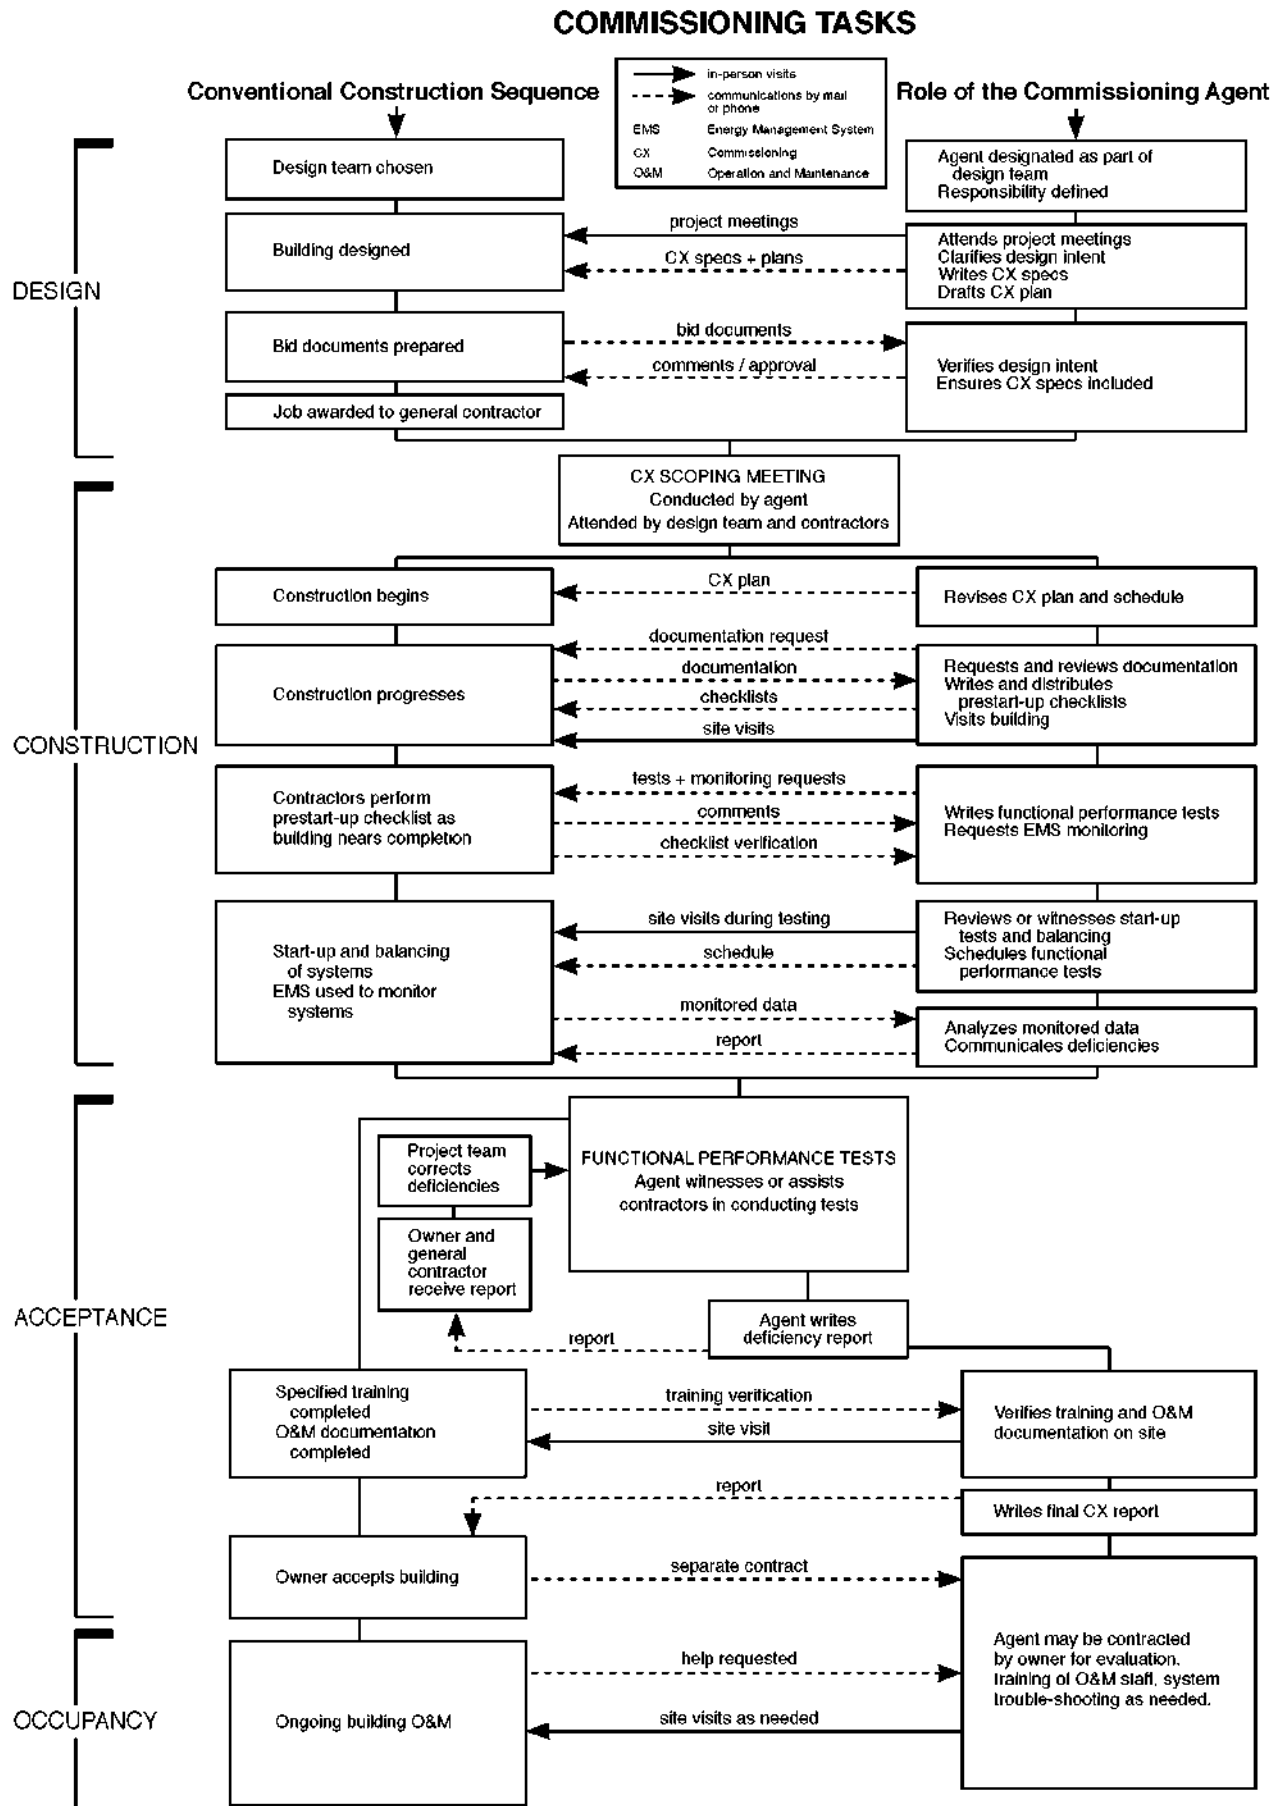 COMMISSIONING TASKS
in-person visits
communications by mail
or phone
EMS Energy Management System
CX Commissioning
O&M Operation and Maintenance
Conventional Construction Sequence
Role of the Commissioning Agent
DESIGN
Design team chosen
Agent designated as part of
design team
Responsibility defined
Building designed
project meetings
CX specs + plans
Attends project meetings
Clarifies design intent
Writes CX specs
Drafts CX plan
Bid documents prepared
bid documents
comments / approval
Verifies design intent
Ensures CX specs included
Job awarded to general contractor
CX SCOPING MEETING
Conducted by agent
Attended by design team and contractors
CONSTRUCTION
Construction begins
CX plan
Revises CX plan and schedule
Construction progresses
documentation request
documentation
checklists
site visits
Requests and reviews documentation
Writes and distributes
prestart-up checklists
Visits building
Contractors perform
prestart-up checklist as
building nears completion
tests + monitoring requests
comments
checklist verification
Writes functional performance tests
Requests EMS monitoring
Start-up and balancing
of systems
EMS used to monitor
systems
site visits during testing
schedule
monitored data
report
Reviews or witnesses start-up
tests and balancing
Schedules functional
performance tests
Analyzes monitored data
Communicates deficiencies
ACCEPTANCE
Project team
corrects
deficiencies
FUNCTIONAL PERFORMANCE TESTS
Agent witnesses or assists
contractors in conducting tests
Owner and
general
contractor
receive report
report
Agent writes
deficiency report
Specified training
completed
O&M documentation
completed
training verification
site visit
Verifies training and O&M
documentation on site
report
Writes final CX report
Owner accepts building
separate contract
OCCUPANCY
Ongoing building O&M
help requested
site visits as needed
Agent may be contracted
by owner for evaluation,
training of O&M staff, system
trouble-shooting as needed.